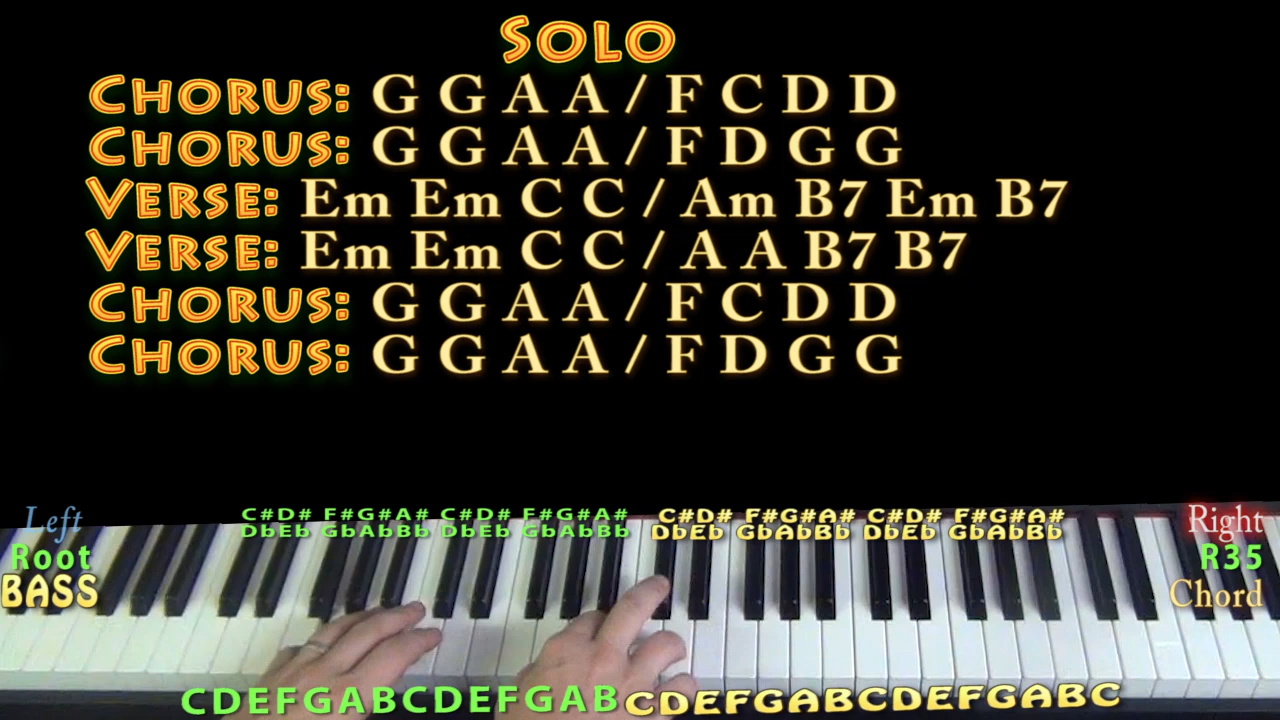 Solo
Chorus: G G A A / F C D D
Chorus: G G A A / F D G G
Verse: Em Em C C / Am B7 Em B7
Verse: Em Em C C / A A B7 B7
Chorus: G G A A / F C D D
Chorus: G G A A / F D G G
Left
Root
BASS
C#D# F#G#A# C#D# F#G#A#
DbEb GbAbBb DbEb GbAbBb
C#D# F#G#A# C#D# F#G#A#
DbEb GbAbBb DbEb GbAbBb
Right
R35
Chord
CDEFGABCDEFGAB
CDEFGABCDEFGABC